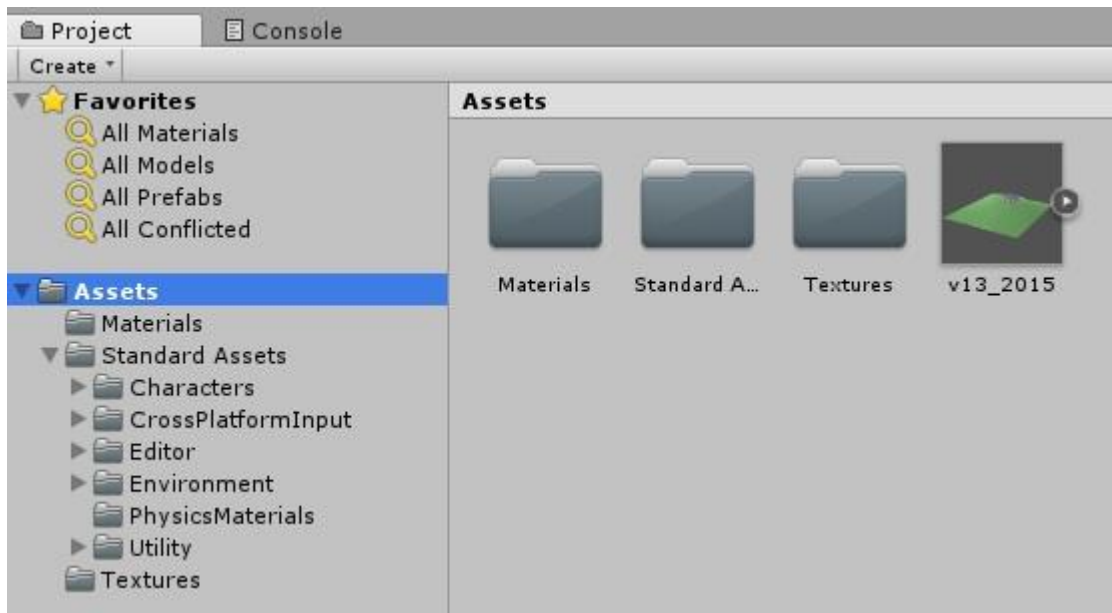 Project
Console
Create
Favorites
All Materials
All Models
All Prefabs
All Conflicted
Assets
Materials
Standard Assets
Characters
CrossPlatformInput
Editor
Environment
PhysicsMaterials
Utility
Textures
Assets
Materials
Standard A...
Textures
v13_2015